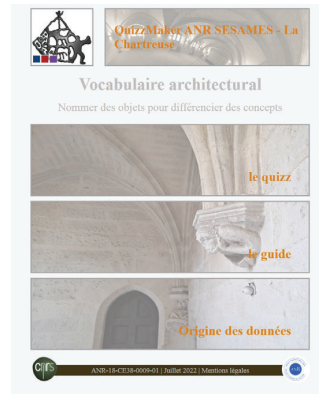 QuizzMaker ANR SESAMES - La
Chartreuse
Vocabulaire architectural
Nommer des objets pour différencier des concepts
le quizz
le guide
Origine des données
cnrs
ANR-18-CE38-0009-01 | Juillet 2022 | Mentions légales